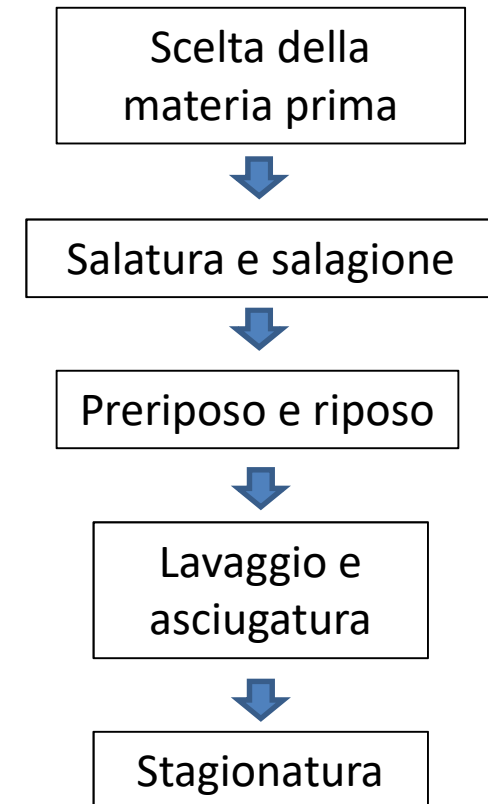 Scelta della
materia prima
Salatura e salagione
Preriposo e riposo
Lavaggio e
asciugatura
Stagionatura